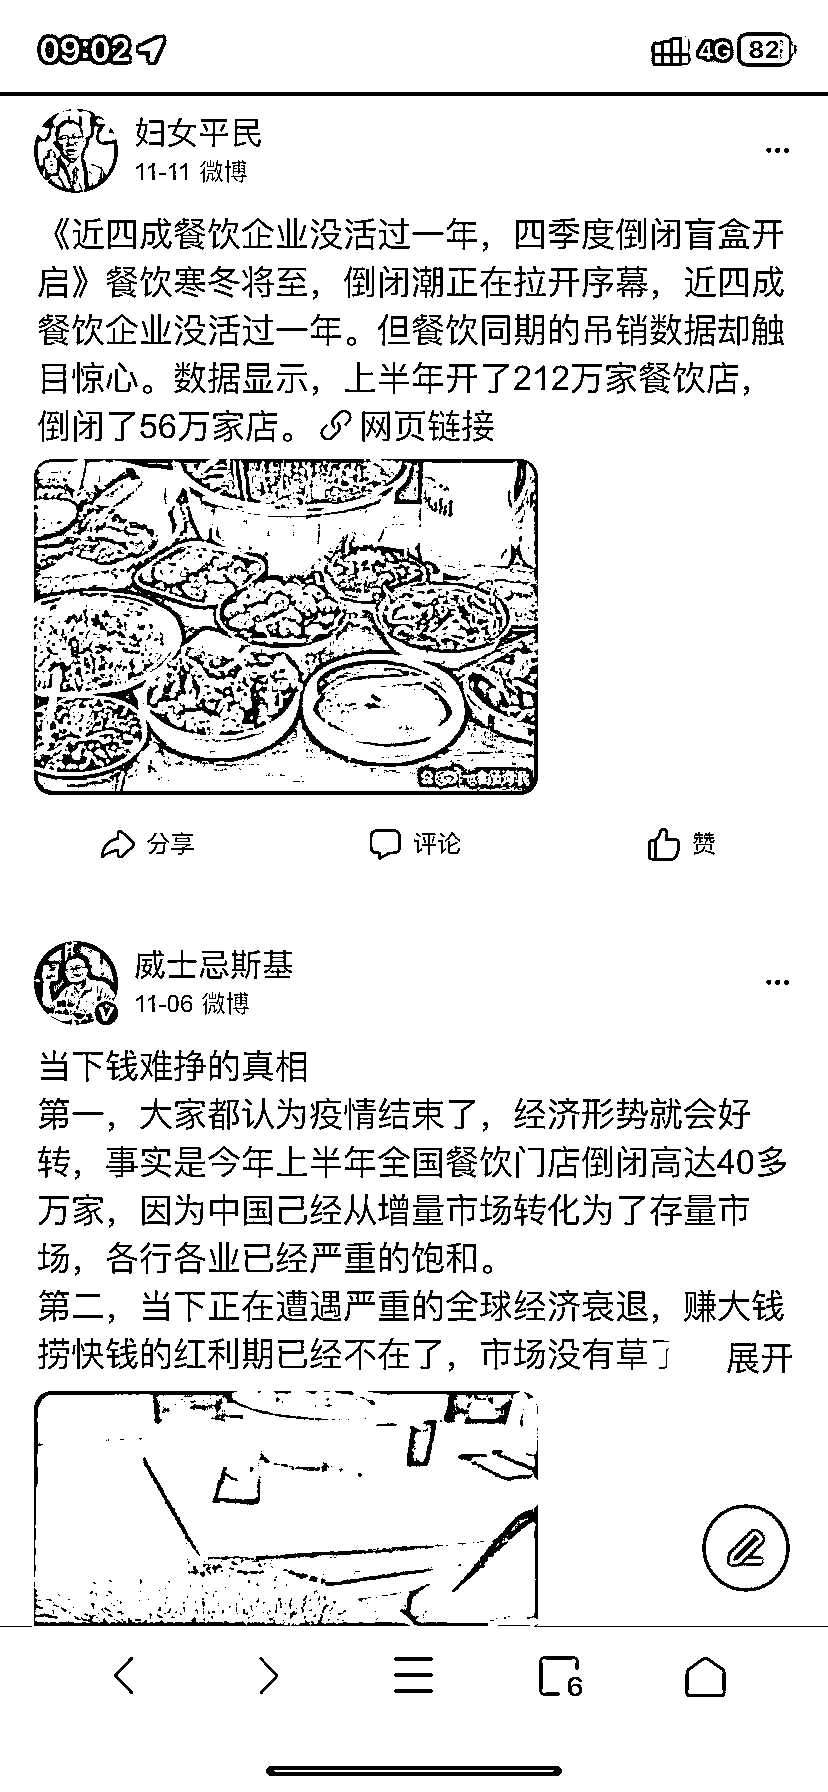 09:02
4G 82
妇女平民
11-11 微博
《近四成餐饮企业没活过一年，四季度倒闭盲盒开
启》餐饮寒冬将至，倒闭潮正在拉开序幕，近四成
餐饮企业没活过一年。但餐饮同期的吊销数据却触
目惊心。数据显示，上半年开了212万家餐饮店，
倒闭了56万家店。网页链接
分享
评论
赞
威士忌斯基
11-06 微博
当下钱难挣的真相
第一，大家都认为疫情结束了，经济形势就会好
转，事实是今年上半年全国餐饮门店倒闭高达40多
万家，因为中国己经从增量市场转化为了存量市
场，各行各业已经严重的饱和。
第二，当下正在遭遇严重的全球经济衰退，赚大钱
捞快钱的红利期已经不在了，市场没有草
展开
6